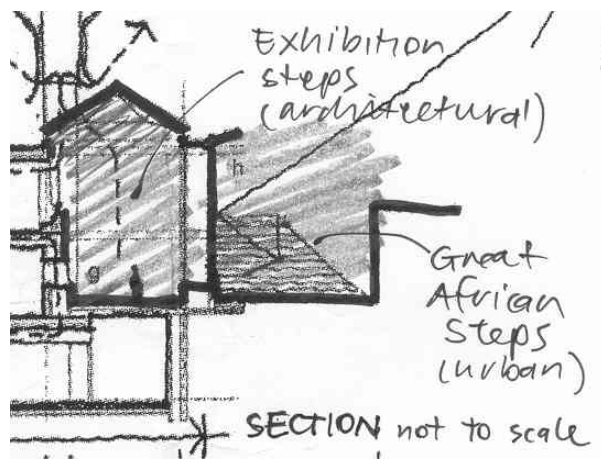 Exhibition
steps
(architectural)
h
g
Great
African
Steps
(urban)
SECTION not to scale